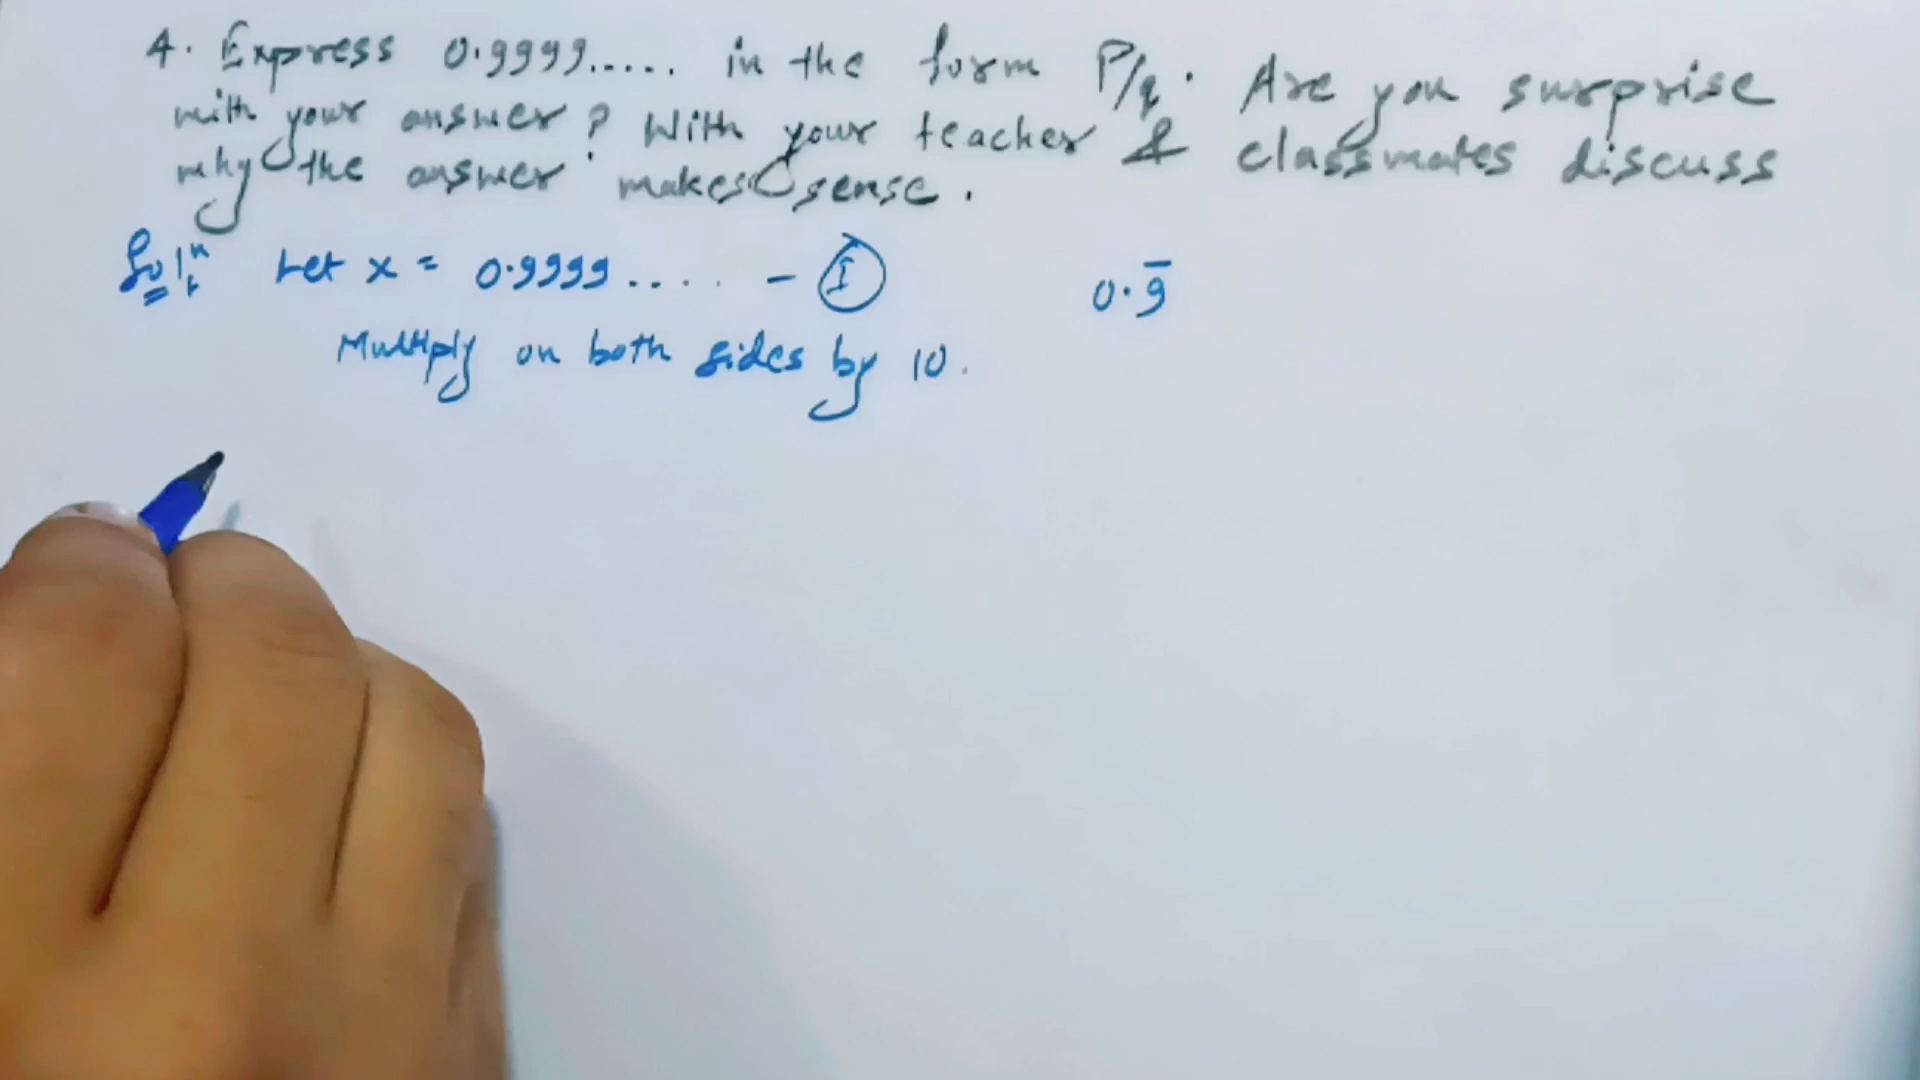 4. Express 0.9999..... in the form P/q. Are you surprise
with your answer? With your teacher & classmates discuss
why the answer makes sense.
Solⁿ Let x = 0.9999..... - (I)
0.9̅
Multiply on both sides by 10.